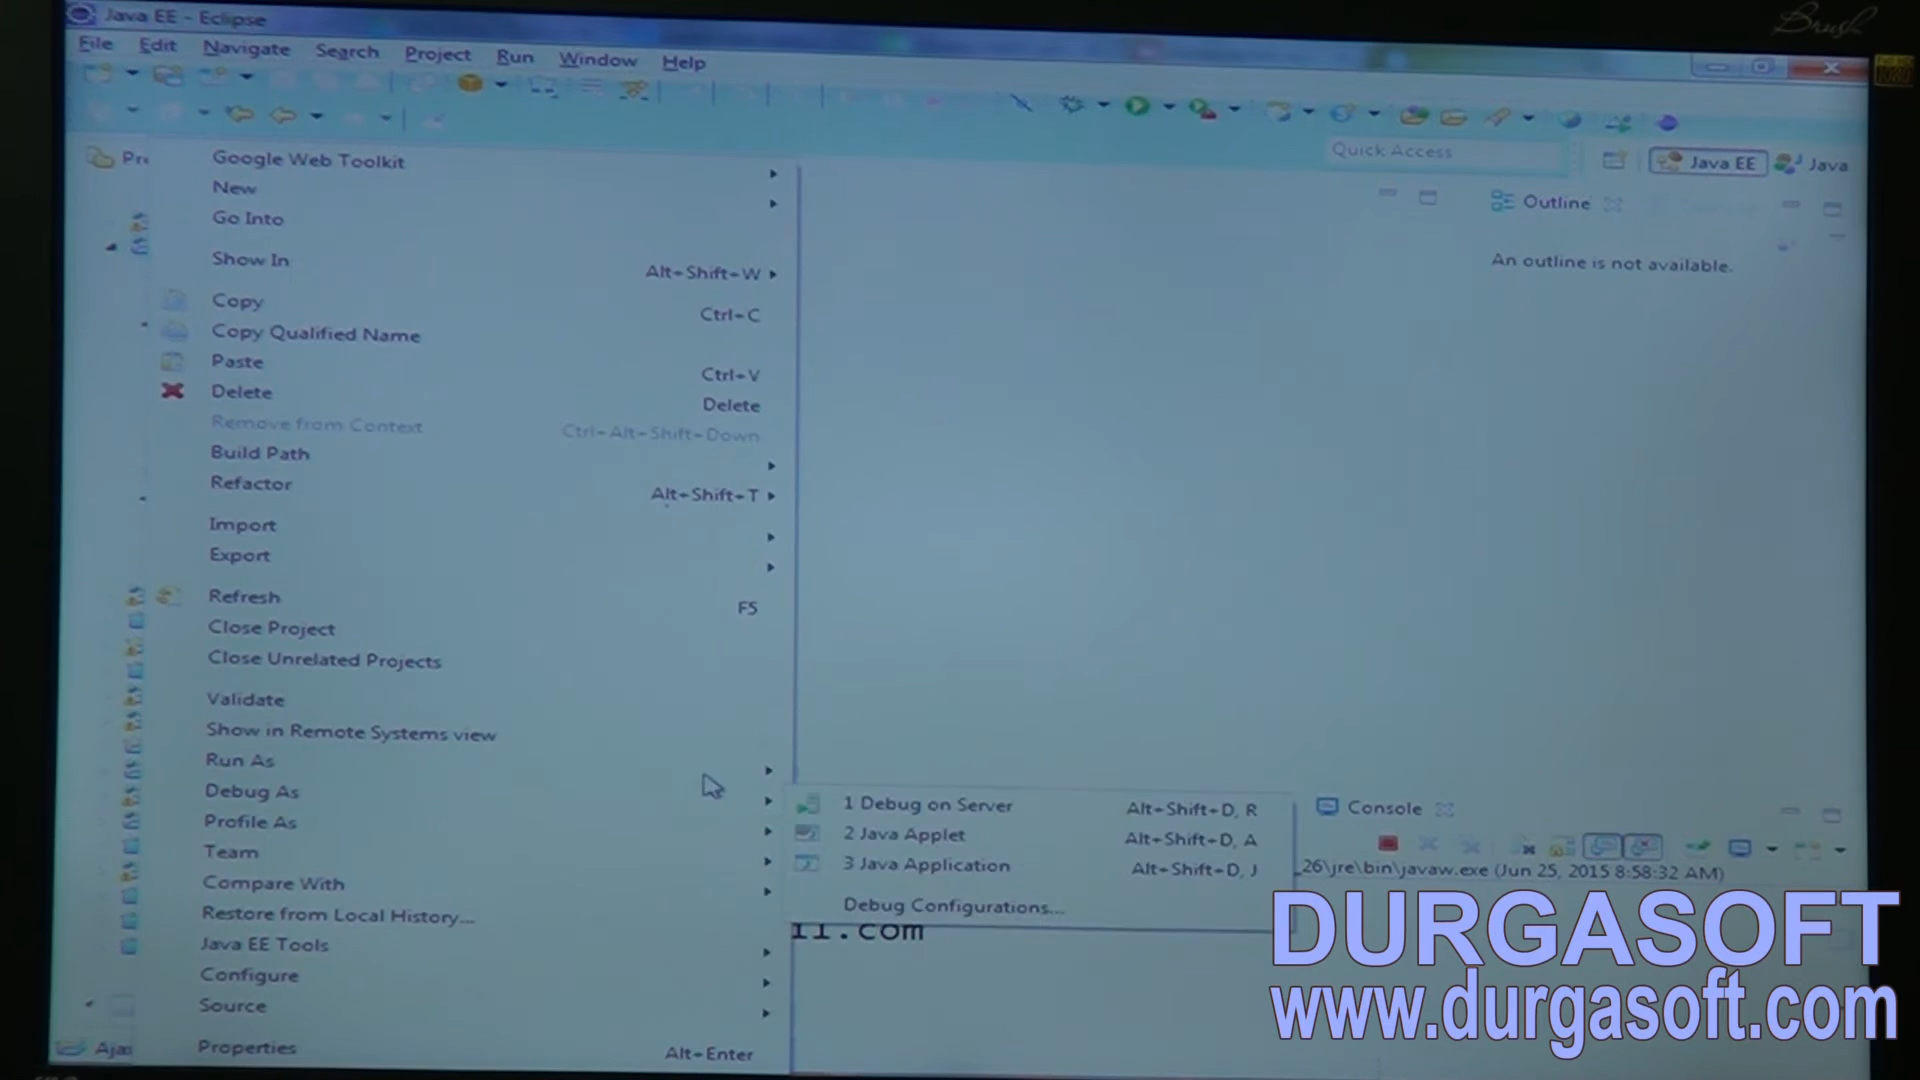 Java EE - Eclipse
Brush
File Edit Navigate Search Project Run Window Help
1080
Quick Access
Java EE
Java
Google Web Toolkit
New
Go Into
Show In Alt+Shift+W
Copy Ctrl+C
Copy Qualified Name
Paste Ctrl+V
Delete Delete
Remove from Context Ctrl+Alt+Shift+Down
Build Path
Refactor Alt+Shift+T
Import
Export
Refresh F5
Close Project
Close Unrelated Projects
Validate
Show in Remote Systems view
Run As
Debug As
Profile As
Team
Compare With
Restore from Local History...
Java EE Tools
Configure
Source
Properties Alt+Enter
1 Debug on Server Alt+Shift+D, R
2 Java Applet Alt+Shift+D, A
3 Java Application Alt+Shift+D, J
Debug Configurations...
Outline
An outline is not available.
Console
_26\jre\bin\javaw.exe (Jun 25, 2015 8:58:32 AM)
il.com
DURGASOFT
www.durgasoft.com